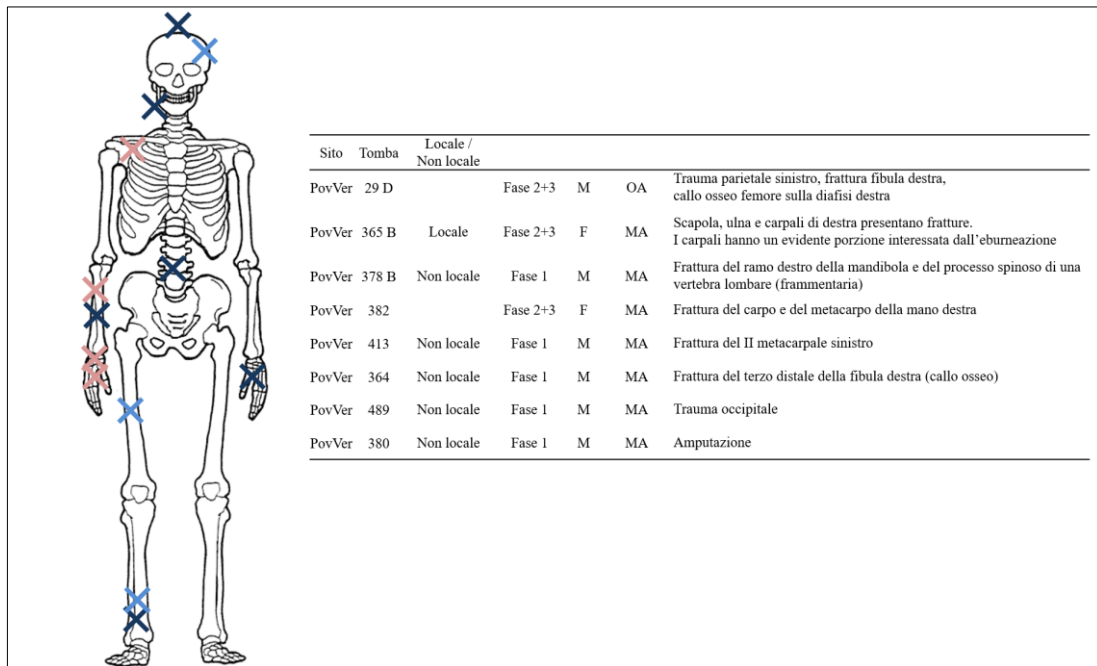 Sito Tomba Locale / Non locale
PovVer 29 D Fase 2+3 M OA Trauma parietale sinistro, frattura fibula destra, callo osseo femore sulla diafisi destra
PovVer 365 B Locale Fase 2+3 F MA Scapola, ulna e carpali di destra presentano fratture. I carpali hanno un evidente porzione interessata dall'eburneazione
PovVer 378 B Non locale Fase 1 M MA Frattura del ramo destro della mandibola e del processo spinoso di una vertebra lombare (frammentaria)
PovVer 382 Fase 2+3 F MA Frattura del carpo e del metacarpo della mano destra
PovVer 413 Non locale Fase 1 M MA Frattura del II metacarpale sinistro
PovVer 364 Non locale Fase 1 M MA Frattura del terzo distale della fibula destra (callo osseo)
PovVer 489 Non locale Fase 1 M MA Trauma occipitale
PovVer 380 Non locale Fase 1 M MA Amputazione